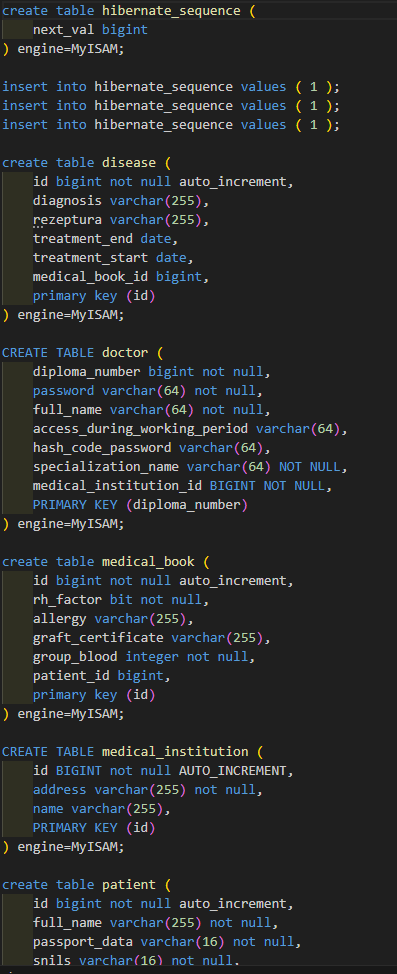 create table hibernate_sequence (
    next_val bigint
) engine=MyISAM;

insert into hibernate_sequence values ( 1 );
insert into hibernate_sequence values ( 1 );
insert into hibernate_sequence values ( 1 );

create table disease (
    id bigint not null auto_increment,
    diagnosis varchar(255),
    rezeptura varchar(255),
    treatment_end date,
    treatment_start date,
    medical_book_id bigint,
    primary key (id)
) engine=MyISAM;

CREATE TABLE doctor (
    diploma_number bigint not null,
    password varchar(64) not null,
    full_name varchar(64) not null,
    access_during_working_period varchar(64),
    hash_code_password varchar(64),
    specialization_name varchar(64) NOT NULL,
    medical_institution_id BIGINT NOT NULL,
    PRIMARY KEY (diploma_number)
) engine=MyISAM;

create table medical_book (
    id bigint not null auto_increment,
    rh_factor bit not null,
    allergy varchar(255),
    graft_certificate varchar(255),
    group_blood integer not null,
    patient_id bigint,
    primary key (id)
) engine=MyISAM;

CREATE TABLE medical_institution (
    id BIGINT not null AUTO_INCREMENT,
    address varchar(255) not null,
    name varchar(255),
    PRIMARY KEY (id)
) engine=MyISAM;

create table patient (
    id bigint not null auto_increment,
    full_name varchar(255) not null,
    passport_data varchar(16) not null,
    snils varchar(16) not null,